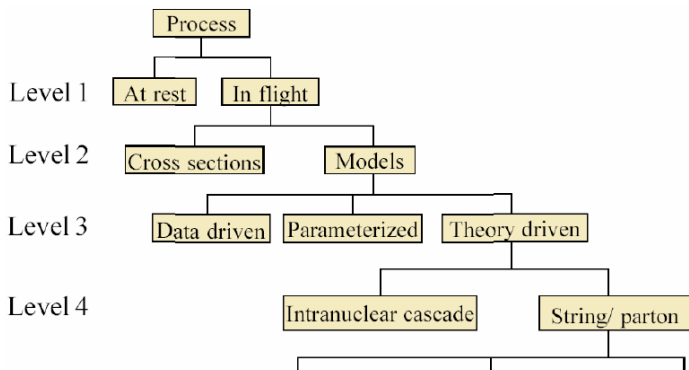 Process
Level 1
At rest
In flight
Level 2
Cross sections
Models
Level 3
Data driven
Parameterized
Theory driven
Level 4
Intranuclear cascade
String/ parton